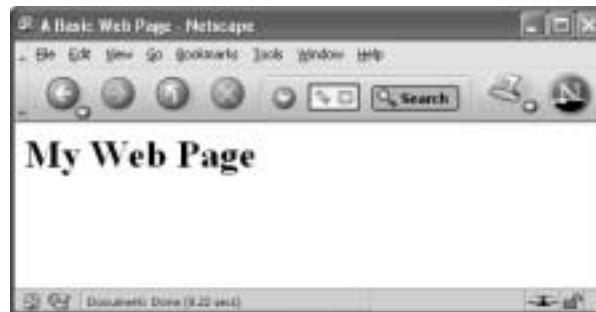 A Basic Web Page - Netscape
File Edit View Go Bookmarks Tools Window Help
Search
N
My Web Page
Document: Done (0.22 secs)